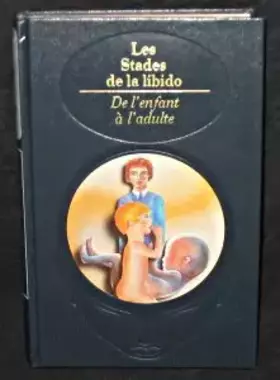 Les
Stades
de la libido
De l'enfant
à l'adulte